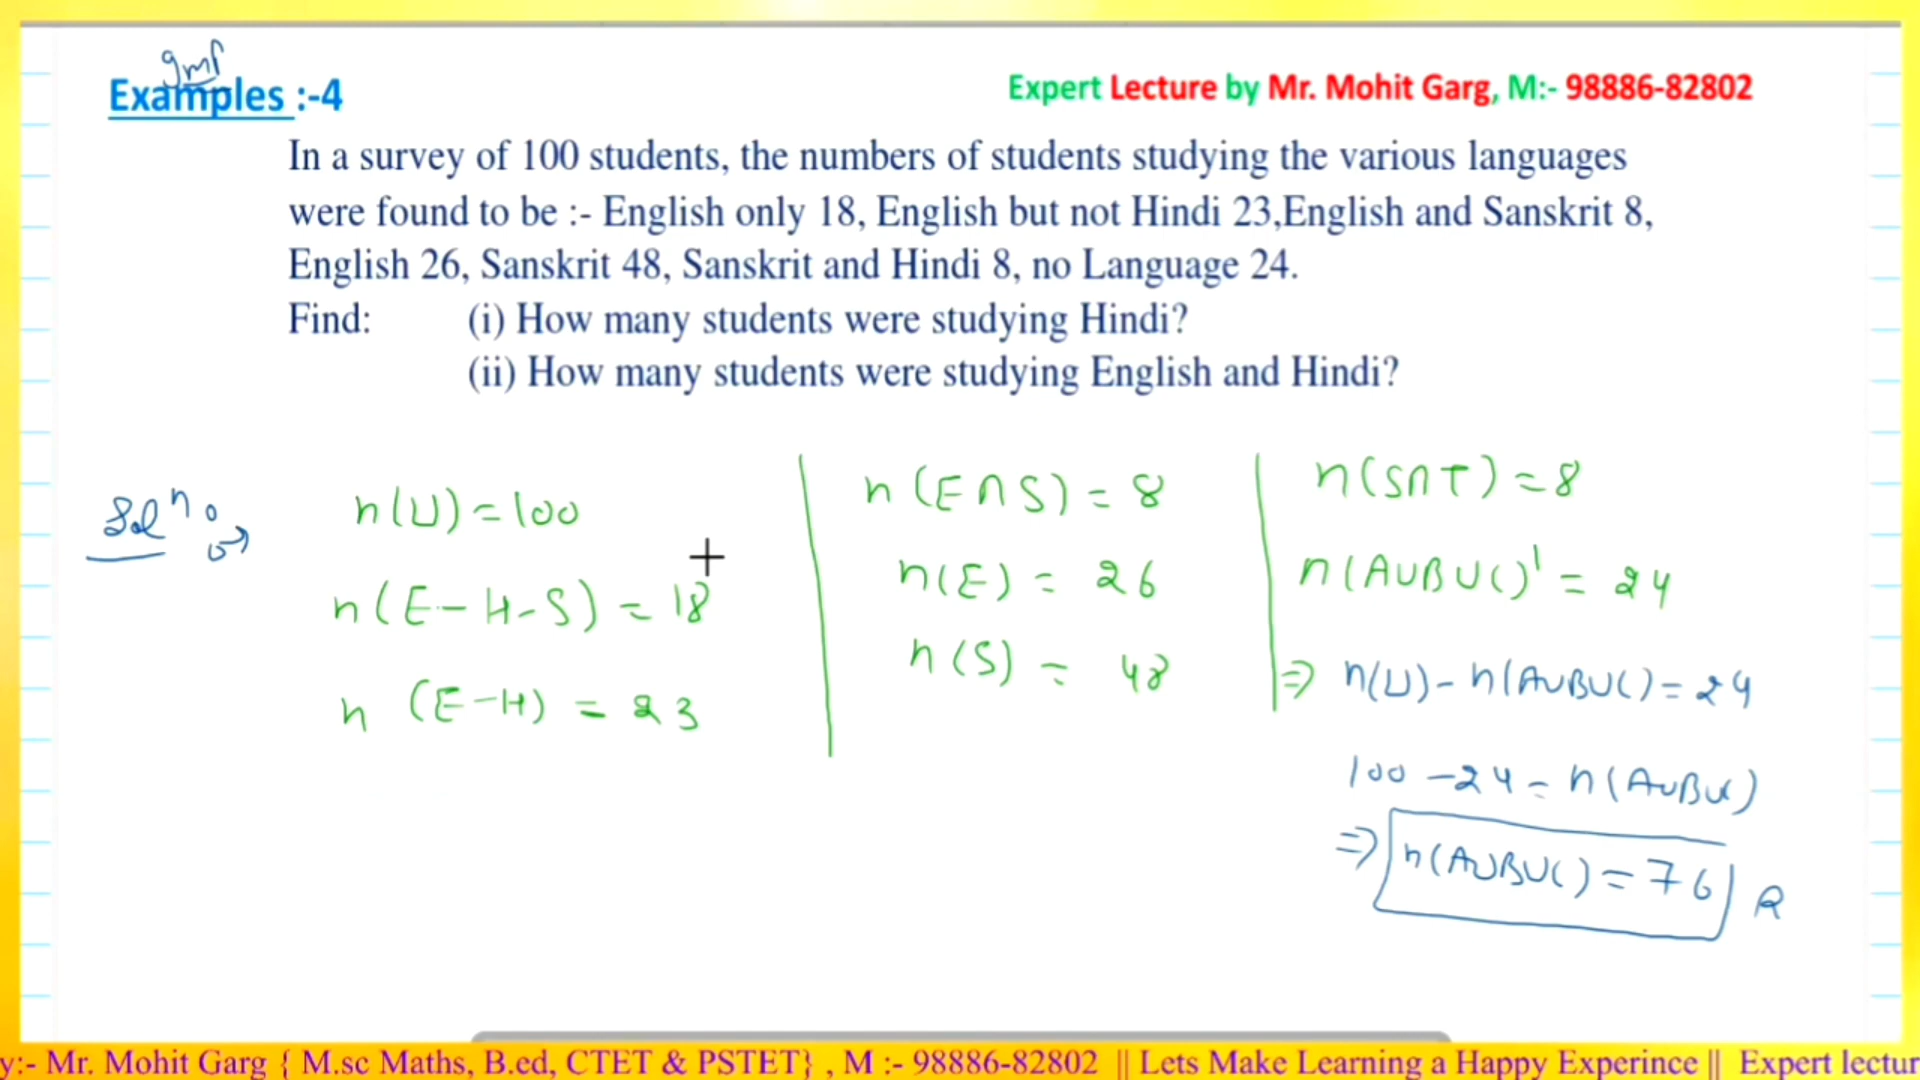 Imp
Examples :-4
Expert Lecture by Mr. Mohit Garg, M:- 98886-82802
In a survey of 100 students, the numbers of students studying the various languages
were found to be :- English only 18, English but not Hindi 23,English and Sanskrit 8,
English 26, Sanskrit 48, Sanskrit and Hindi 8, no Language 24.
Find: (i) How many students were studying Hindi?
(ii) How many students were studying English and Hindi?
Solⁿ:→
n(U)=100
n(E-H-S) = 18
n (E-H) = 23
n (E∩S) = 8
n(E) = 26
n(S) = 48
n(S∩T) = 8
n(A∪B∪C)' = 24
⇒ n(U)-n(A∪B∪C)=24
100 -24 = n(A∪B∪C)
⇒ n(A∪B∪C) = 76
y:- Mr. Mohit Garg { M.sc Maths, B.ed, CTET & PSTET} , M :- 98886-82802 || Lets Make Learning a Happy Experince || Expert lectur